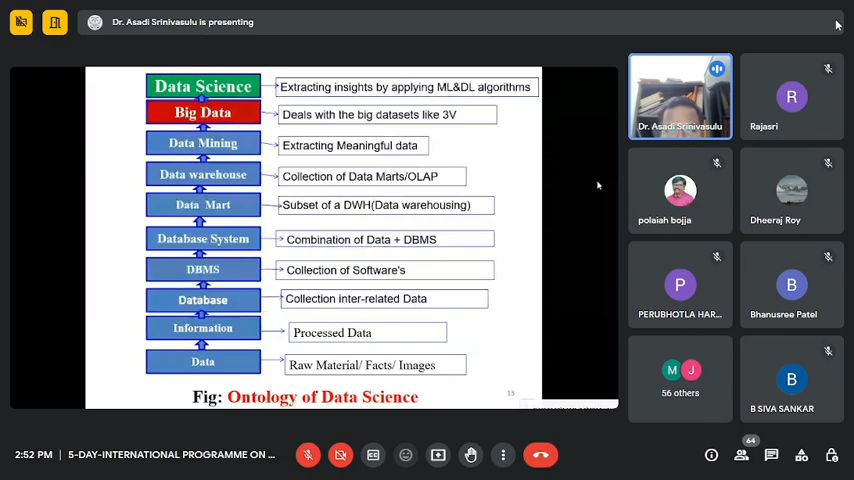 Dr. Asadi Srinivasulu is presenting
Data Science
Extracting insights by applying ML&DL algorithms
Big Data
Deals with the big datasets like 3V
Data Mining
Extracting Meaningful data
Data warehouse
Collection of Data Marts/OLAP
Data Mart
Subset of a DWH(Data warehousing)
Database System
Combination of Data + DBMS
DBMS
Collection of Software's
Database
Collection inter-related Data
Information
Processed Data
Data
Raw Material/ Facts/ Images
Fig: Ontology of Data Science
13
Dr. Asadi Srinivasulu
R
Rajasri
polaiah bojja
Dheeraj Roy
P
PERUBHOTLA HAR...
B
Bhanusree Patel
M J
56 others
B
B SIVA SANKAR
2:52 PM | 5-DAY-INTERNATIONAL PROGRAMME ON ...
64